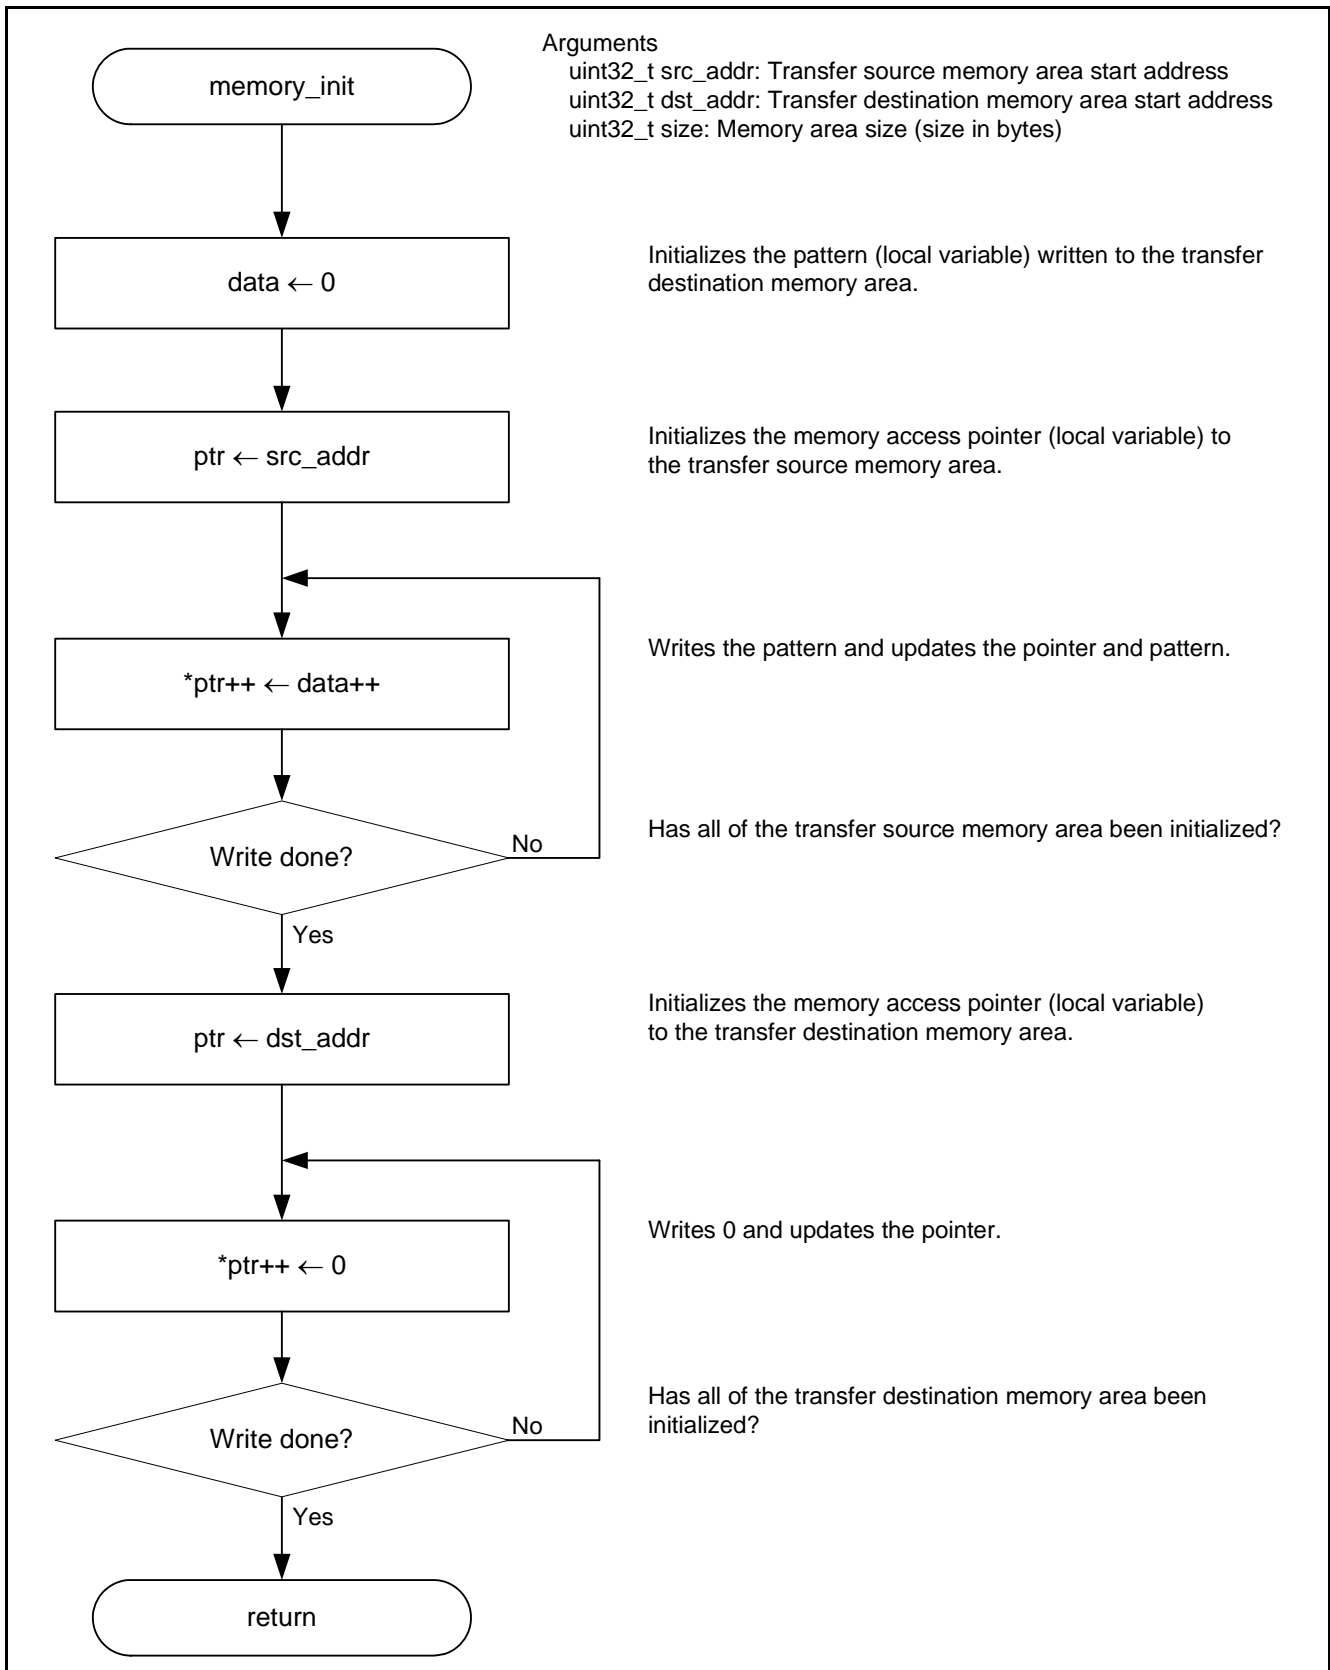 memory_init
Arguments
uint32_t src_addr: Transfer source memory area start address
uint32_t dst_addr: Transfer destination memory area start address
uint32_t size: Memory area size (size in bytes)
data ← 0
Initializes the pattern (local variable) written to the transfer
destination memory area.
ptr ← src_addr
Initializes the memory access pointer (local variable) to
the transfer source memory area.
*ptr++ ← data++
Writes the pattern and updates the pointer and pattern.
Write done?
No
Has all of the transfer source memory area been initialized?
Yes
ptr ← dst_addr
Initializes the memory access pointer (local variable)
to the transfer destination memory area.
*ptr++ ← 0
Writes 0 and updates the pointer.
Write done?
No
Has all of the transfer destination memory area been
initialized?
Yes
return